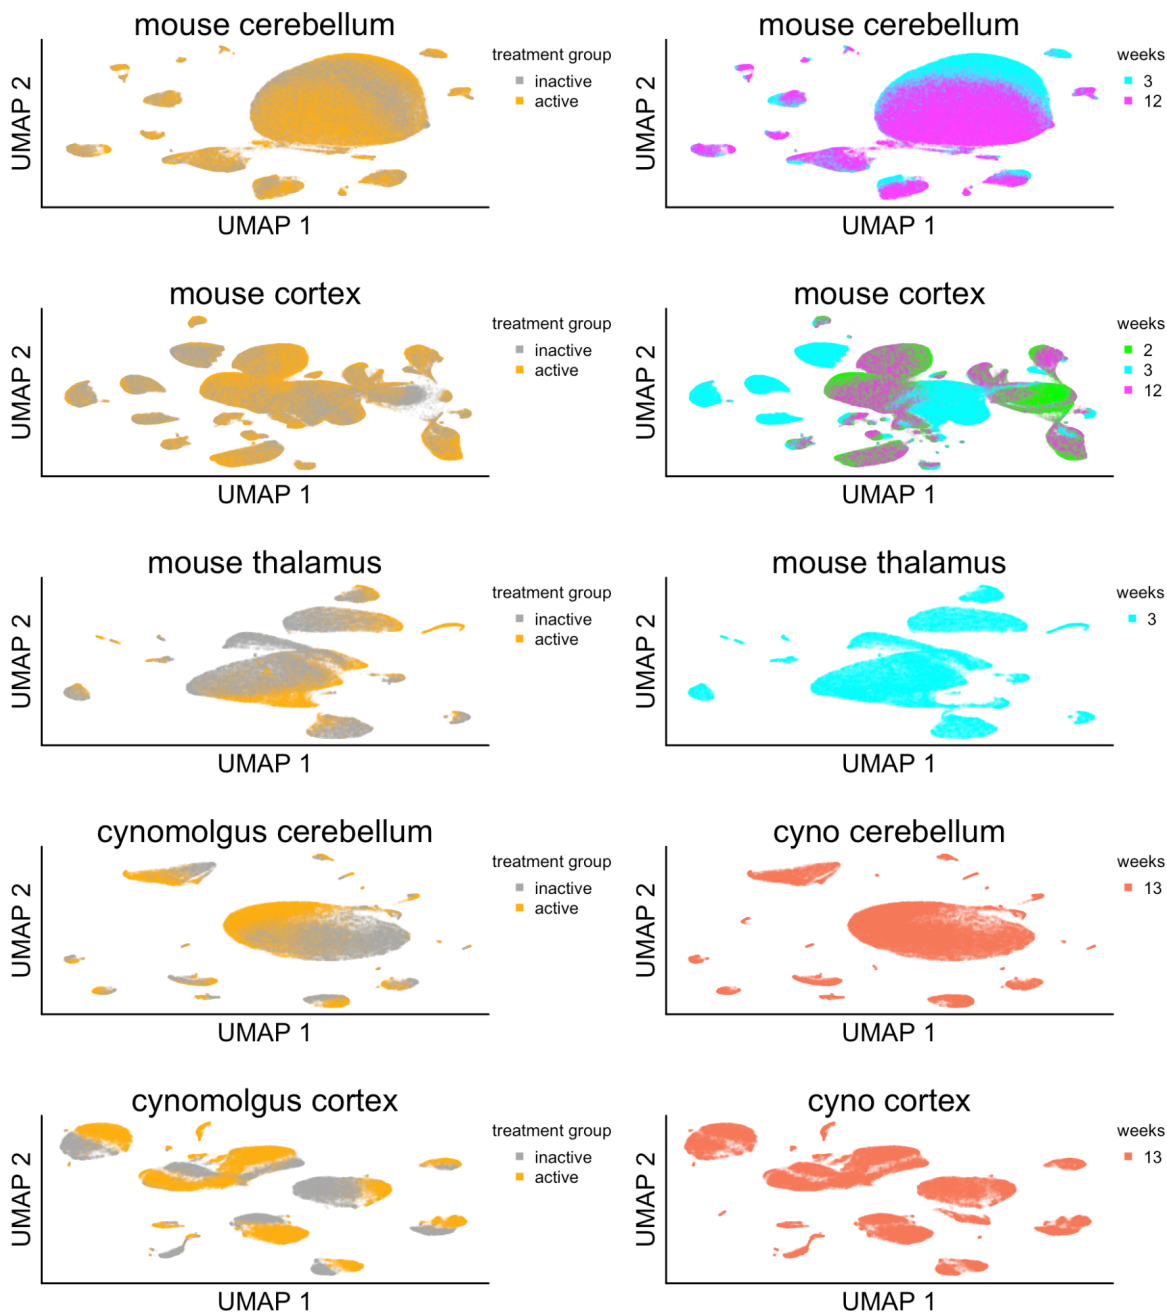 mouse cerebellum
UMAP 2
UMAP 1
treatment group
inactive
active
mouse cerebellum
UMAP 2
UMAP 1
weeks
3
12
mouse cortex
UMAP 2
UMAP 1
treatment group
inactive
active
mouse cortex
UMAP 2
UMAP 1
weeks
2
3
12
mouse thalamus
UMAP 2
UMAP 1
treatment group
inactive
active
mouse thalamus
UMAP 2
UMAP 1
weeks
3
cynomolgus cerebellum
UMAP 2
UMAP 1
treatment group
inactive
active
cyno cerebellum
UMAP 2
UMAP 1
weeks
13
cynomolgus cortex
UMAP 2
UMAP 1
treatment group
inactive
active
cyno cortex
UMAP 2
UMAP 1
weeks
13